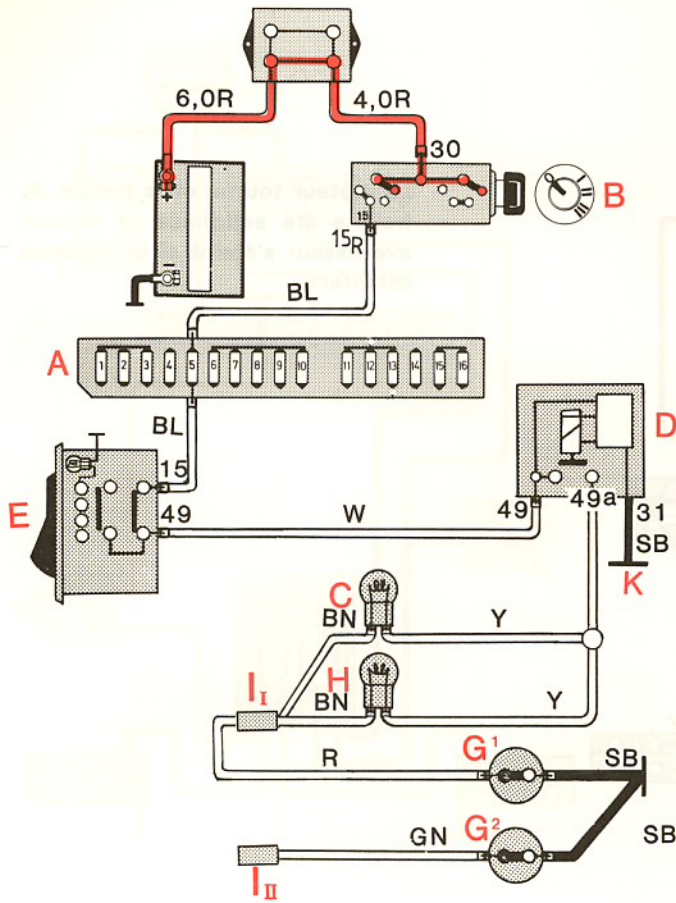 6,0R 4,0R
30
B
+
15
15R
−
BL
A
1 2 3 4 5 6 7 8 9 10 11 12 13 14 15 16
BL
D
15
E
49
W
49 49a 31
SB
K
C
BN Y
H
I I
BN Y
R
G1
SB
G2
GN
SB
I II